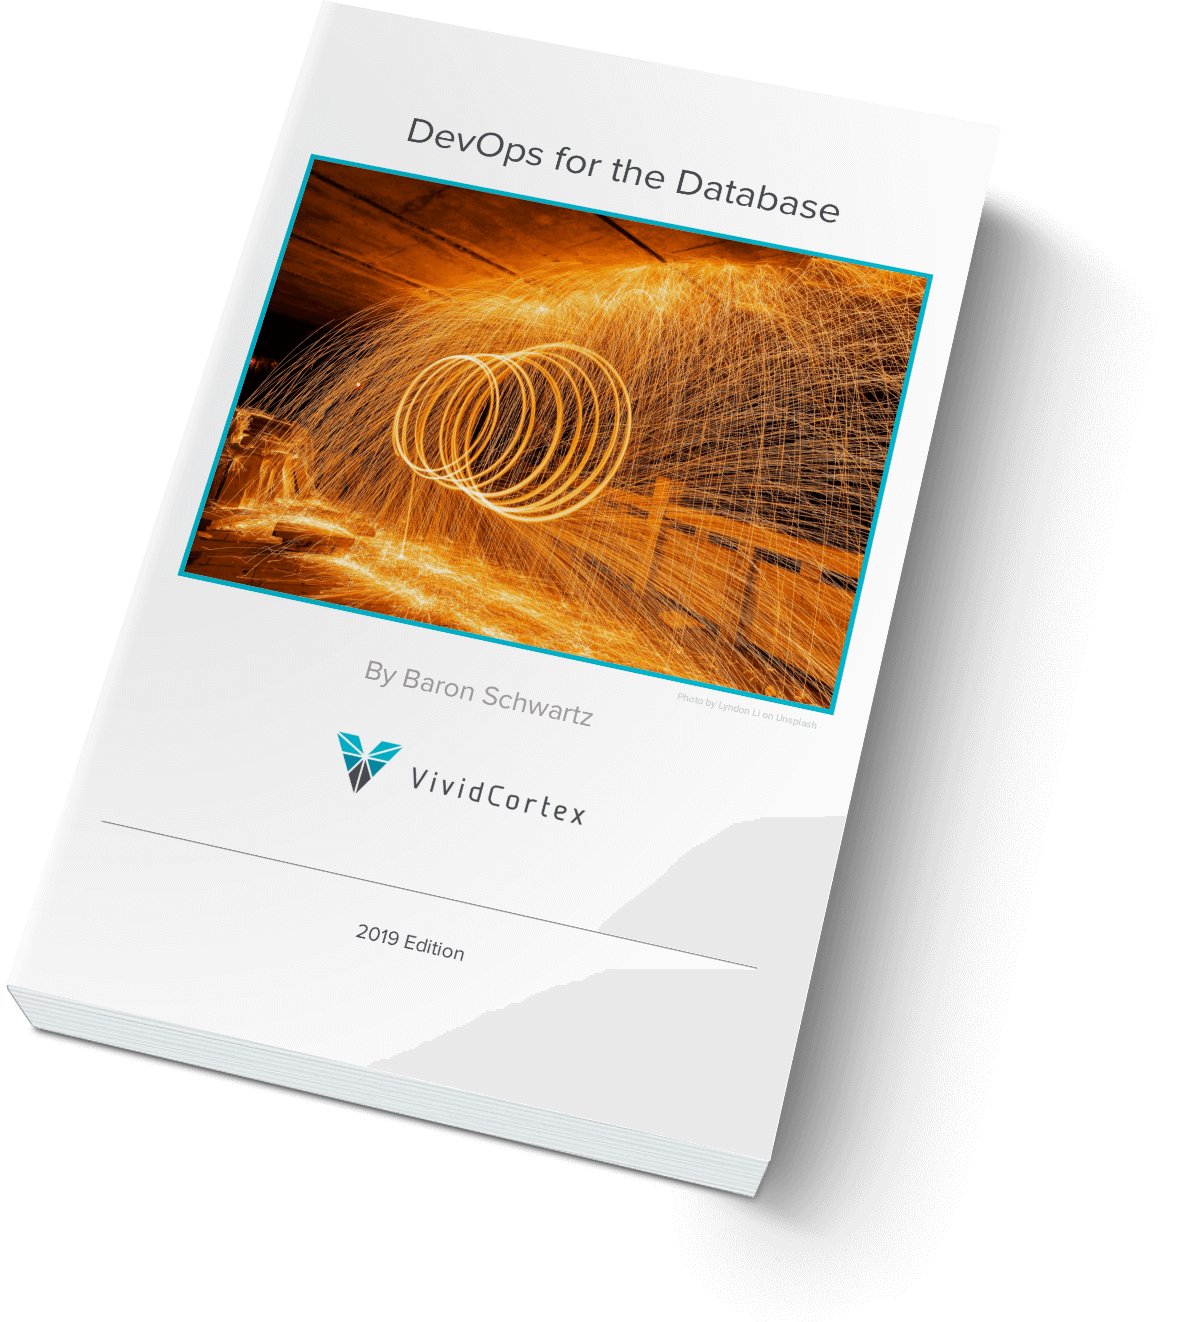 DevOps for the Database
By Baron Schwartz
Photo by Lyndon Li on Unsplash
VividCortex
2019 Edition